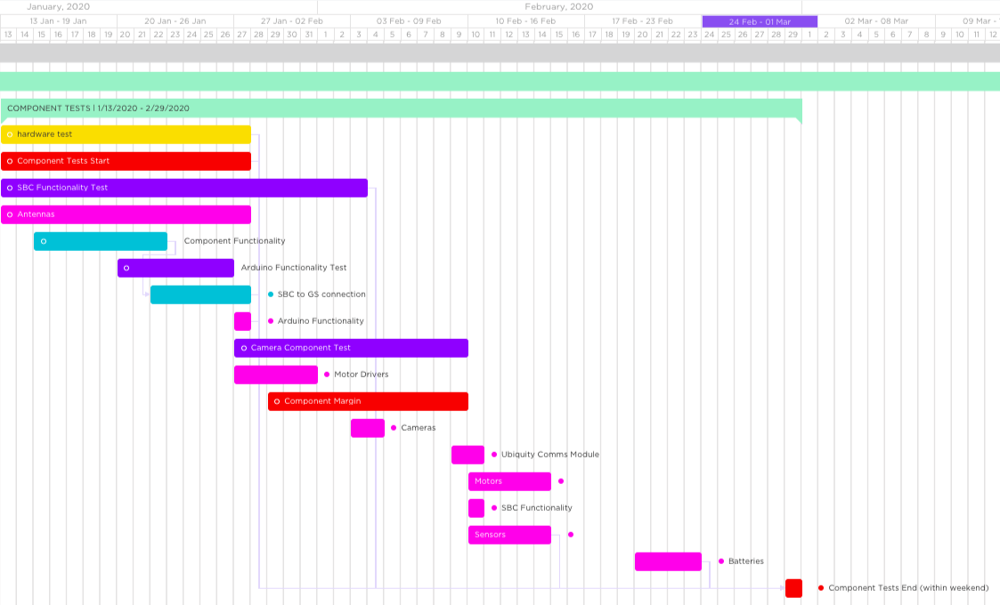 January, 2020 February, 2020
13 Jan - 19 Jan 20 Jan - 26 Jan 27 Jan - 02 Feb 03 Feb - 09 Feb 10 Feb - 16 Feb 17 Feb - 23 Feb 24 Feb - 01 Mar 02 Mar - 08 Mar 09 Mar -
13 14 15 16 17 18 19 20 21 22 23 24 25 26 27 28 29 30 31 1 2 3 4 5 6 7 8 9 10 11 12 13 14 15 16 17 18 19 20 21 22 23 24 25 26 27 28 29 1 2 3 4 5 6 7 8 9 10 11 12
COMPONENT TESTS | 1/13/2020 - 2/29/2020
hardware test
Component Tests Start
SBC Functionality Test
Antennas
Component Functionality
Arduino Functionality Test
SBC to GS connection
Arduino Functionality
Camera Component Test
Motor Drivers
Component Margin
Cameras
Ubiquity Comms Module
Motors
SBC Functionality
Sensors
Batteries
Component Tests End (within weekend)